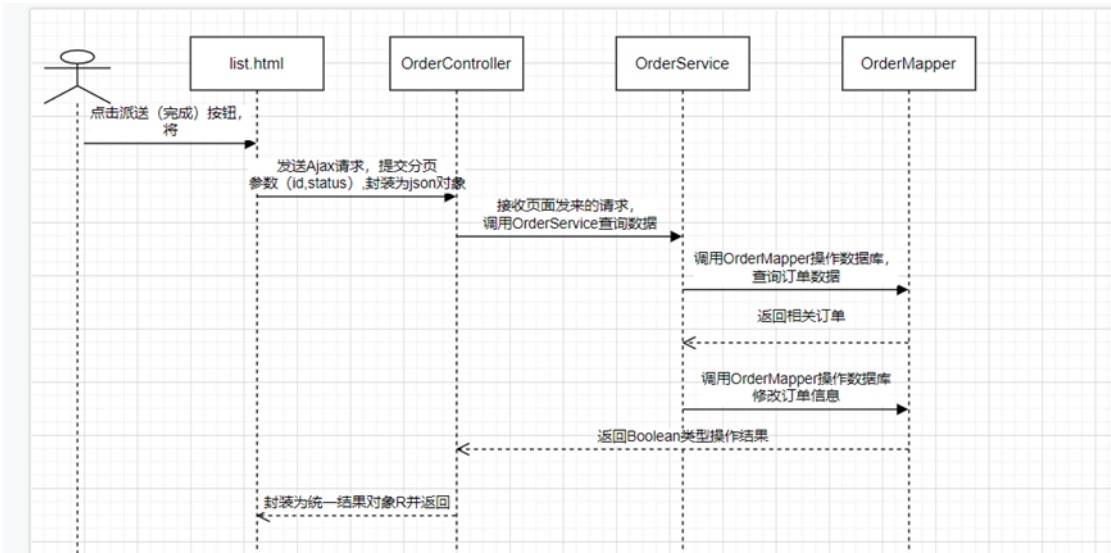 list.html
OrderController
OrderService
OrderMapper
点击派送（完成）按钮，
将
发送Ajax请求，提交分页
参数（id,status）,封装为json对象
接收页面发来的请求，
调用OrderService查询数据
调用OrderMapper操作数据库，
查询订单数据
返回相关订单
调用OrderMapper操作数据库
修改订单信息
返回Boolean类型操作结果
封装为统一结果对象R并返回